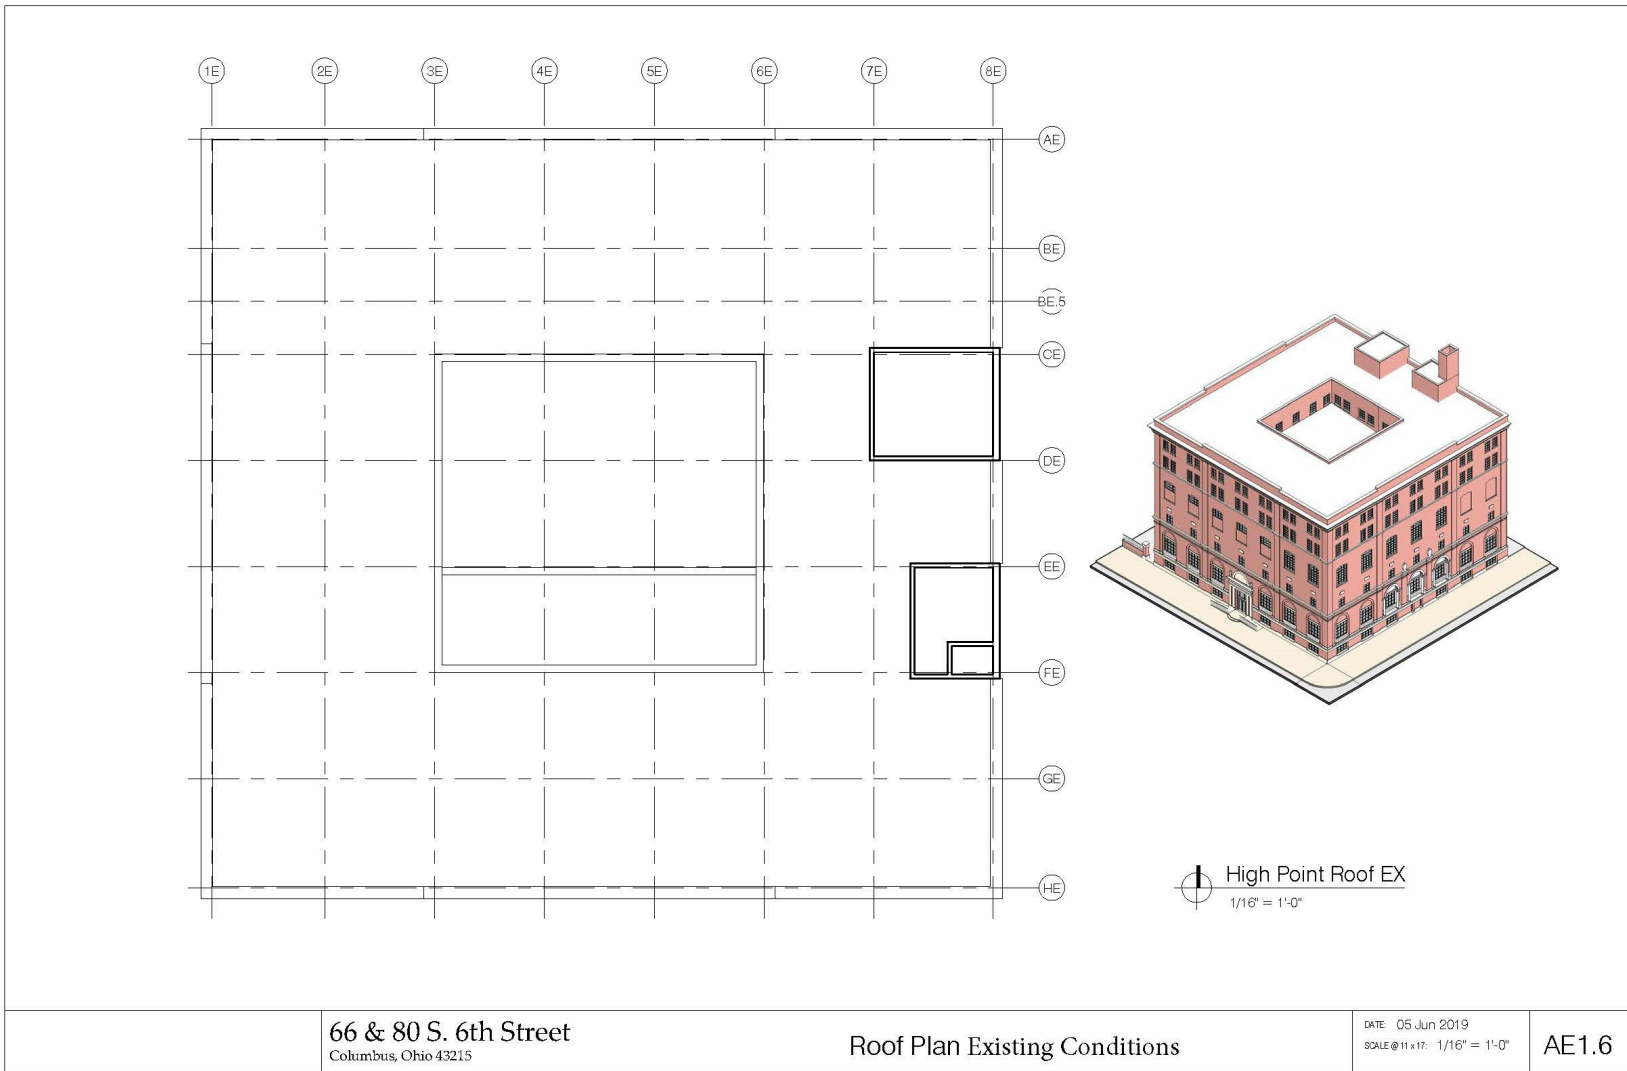 1E 2E 3E 4E 5E 6E 7E 8E
AE
BE
BE.5
CE
DE
EE
FE
GE
HE
High Point Roof EX
1/16" = 1'-0"
66 & 80 S. 6th Street
Columbus, Ohio 43215
Roof Plan Existing Conditions
DATE: 05 Jun 2019
SCALE @ 11 x 17: 1/16" = 1'-0"
AE1.6